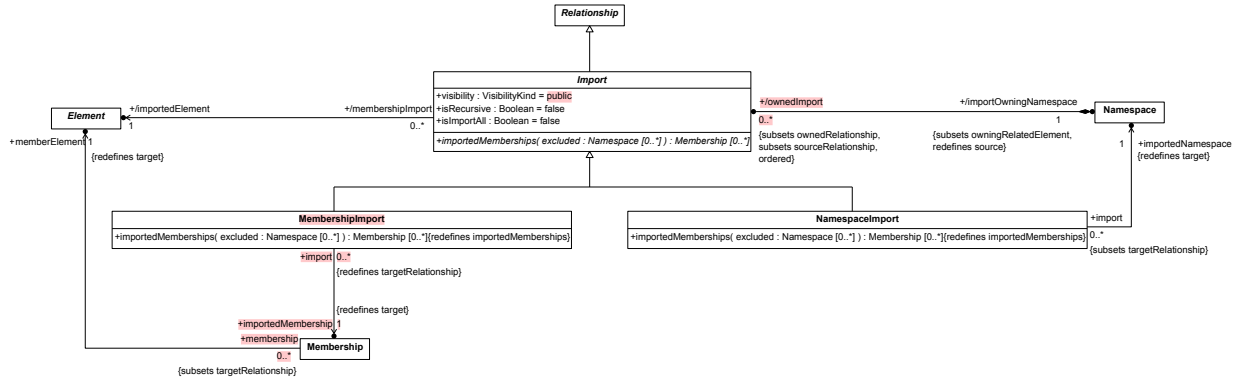 Relationship
Import
+visibility : VisibilityKind = public
+isRecursive : Boolean = false
+isImportAll : Boolean = false
+importedMemberships( excluded : Namespace [0..*] ) : Membership [0..*]
Element
+/importedElement
1
+/membershipImport
0..*
+/ownedImport
0..*
{subsets ownedRelationship,
subsets sourceRelationship,
ordered}
+/importOwningNamespace
1
{subsets owningRelatedElement,
redefines source}
Namespace
+memberElement 1
{redefines target}
1
+importedNamespace
{redefines target}
MembershipImport
+importedMemberships( excluded : Namespace [0..*] ) : Membership [0..*]{redefines importedMemberships}
NamespaceImport
+importedMemberships( excluded : Namespace [0..*] ) : Membership [0..*]{redefines importedMemberships}
+import
0..*
{subsets targetRelationship}
+import 0..*
{redefines targetRelationship}
{redefines target}
+importedMembership 1
+membership
0..*
{subsets targetRelationship}
Membership